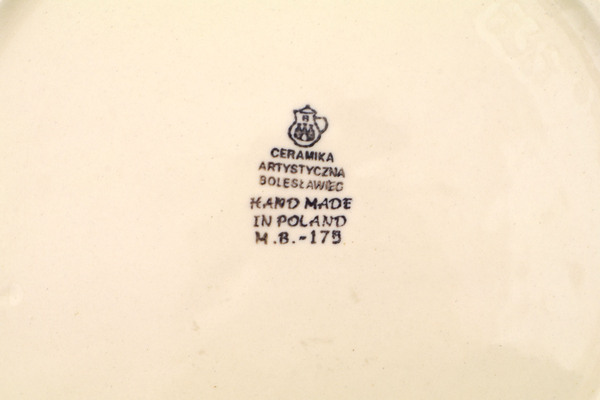 CERAMIKA
ARTYSTYCZNA
BOLESŁAWIEC
HAND MADE
IN POLAND
M.B.-175